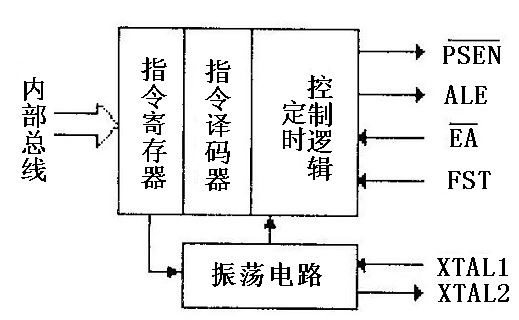 内部总线
指令寄存器
指令译码器
定时
控制逻辑
PSEN
ALE
EA
FST
振荡电路
XTAL1
XTAL2